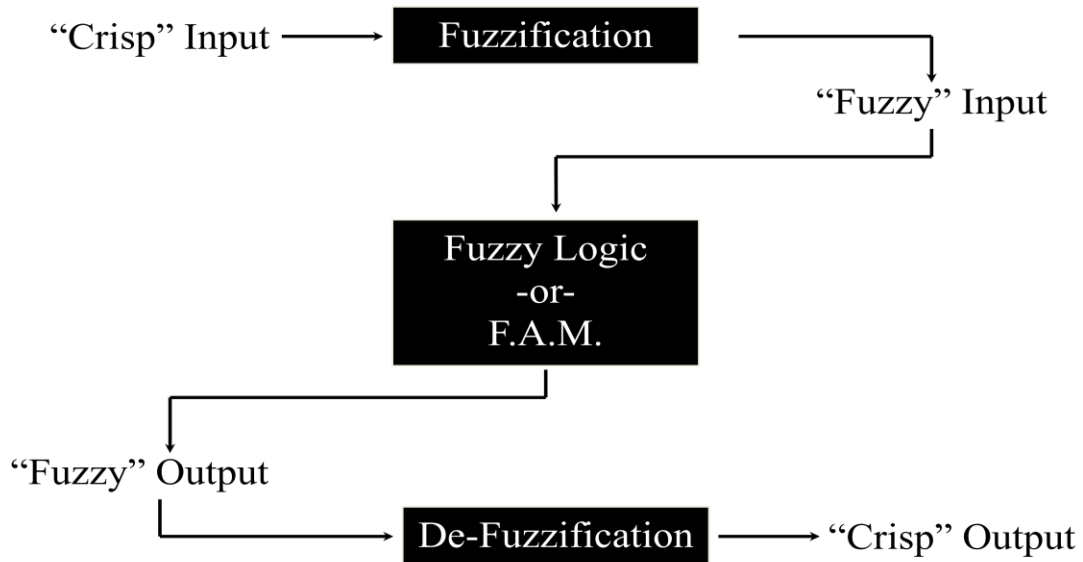 “Crisp” Input
Fuzzification
“Fuzzy” Input
Fuzzy Logic
-or-
F.A.M.
“Fuzzy” Output
De-Fuzzification
“Crisp” Output